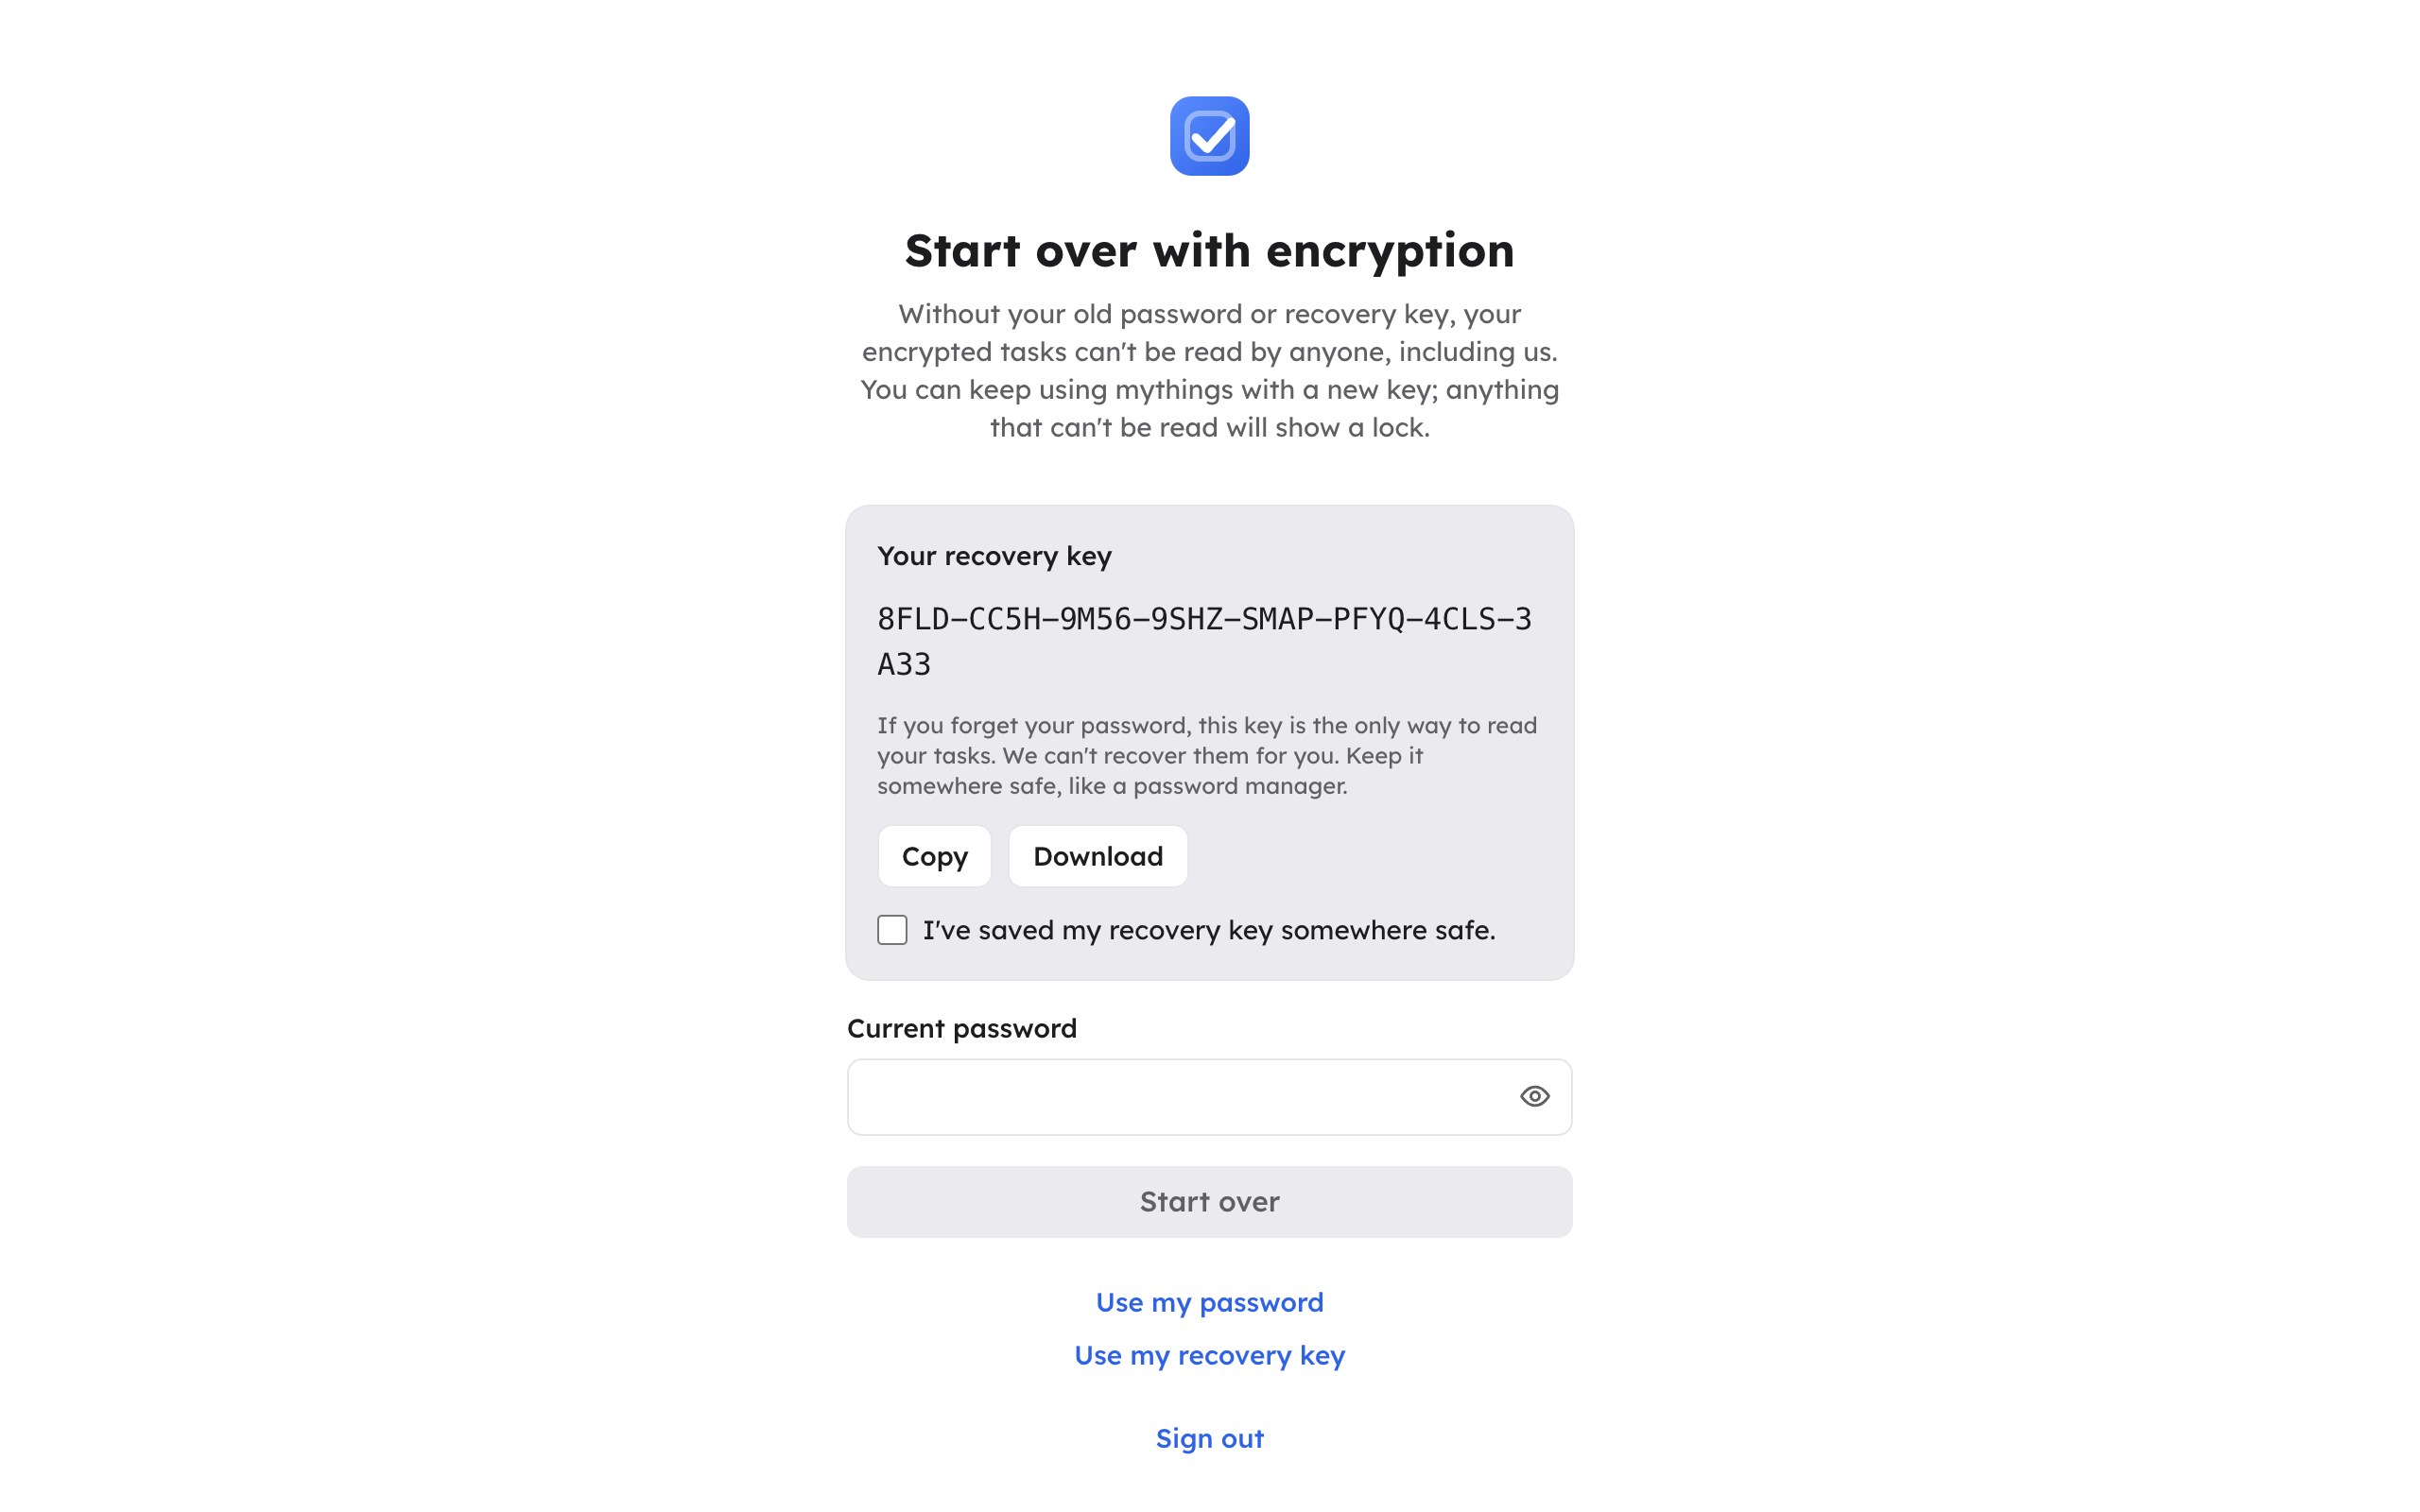 Start over with encryption
Without your old password or recovery key, your
encrypted tasks can't be read by anyone, including us.
You can keep using mythings with a new key; anything
that can't be read will show a lock.
Your recovery key
8FLD–CC5H–9M56–9SHZ–SMAP–PFYQ–4CLS–3
A33
If you forget your password, this key is the only way to read
your tasks. We can't recover them for you. Keep it
somewhere safe, like a password manager.
Copy Download
I've saved my recovery key somewhere safe.
Current password
Start over
Use my password
Use my recovery key
Sign out